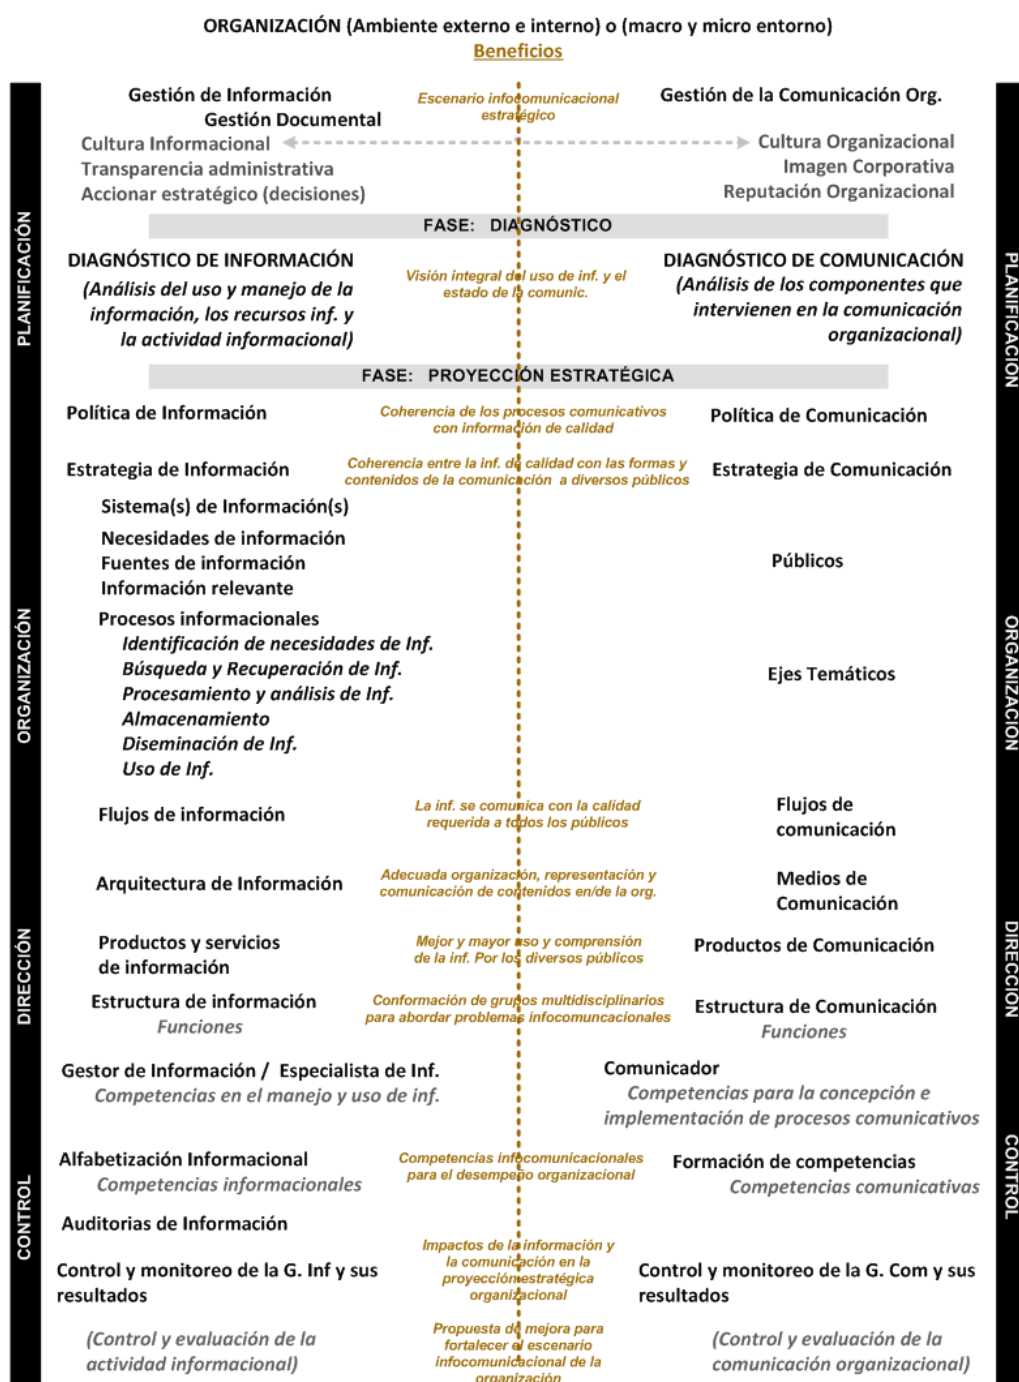 ORGANIZACIÓN (Ambiente externo e interno) o (macro y micro entorno)
Beneficios
PLANIFICACIÓN
ORGANIZACIÓN
DIRECCIÓN
CONTROL
Gestión de Información
Gestión Documental
Cultura Informacional
Transparencia administrativa
Accionar estratégico (decisiones)
Escenario infocomunicacional
estratégico
Gestión de la Comunicación Org.
Cultura Organizacional
Imagen Corporativa
Reputación Organizacional
FASE: DIAGNÓSTICO
DIAGNÓSTICO DE INFORMACIÓN
(Análisis del uso y manejo de la
información, los recursos inf. y
la actividad informacional)
Visión integral del uso de inf. y el
estado de la comunic.
DIAGNÓSTICO DE COMUNICACIÓN
(Análisis de los componentes que
intervienen en la comunicación
organizacional)
FASE: PROYECCIÓN ESTRATÉGICA
Política de Información
Coherencia de los procesos comunicativos
con información de calidad
Política de Comunicación
Estrategia de Información
Coherencia entre la inf. de calidad con las formas y
contenidos de la comunicación a diversos públicos
Estrategia de Comunicación
Sistema(s) de Información(s)
Necesidades de información
Fuentes de información
Información relevante
Públicos
Procesos informacionales
Identificación de necesidades de Inf.
Búsqueda y Recuperación de Inf.
Procesamiento y análisis de Inf.
Almacenamiento
Diseminación de Inf.
Uso de Inf.
Ejes Temáticos
Flujos de información
La inf. se comunica con la calidad
requerida a todos los públicos
Flujos de
comunicación
Arquitectura de Información
Adecuada organización, representación y
comunicación de contenidos en/de la org.
Medios de
Comunicación
Productos y servicios
de información
Mejor y mayor uso y comprensión
de la inf. Por los diversos públicos
Productos de Comunicación
Estructura de información
Funciones
Conformación de grupos multidisciplinarios
para abordar problemas infocomuncacionales
Estructura de Comunicación
Funciones
Gestor de Información / Especialista de Inf.
Competencias en el manejo y uso de inf.
Comunicador
Competencias para la concepción e
implementación de procesos comunicativos
Alfabetización Informacional
Competencias informacionales
Competencias infocomunicacionales
para el desempeño organizacional
Formación de competencias
Competencias comunicativas
Auditorias de Información
Control y monitoreo de la G. Inf y sus
resultados
Impactos de la información y
la comunicación en la
proyección estratégica
organizacional
Control y monitoreo de la G. Com y sus
resultados
(Control y evaluación de la
actividad informacional)
Propuesta de mejora para
fortalecer el escenario
infocomunicacional de la
organización
(Control y evaluación de la
comunicación organizacional)
PLANIFICACIÓN
ORGANIZACIÓN
DIRECCIÓN
CONTROL